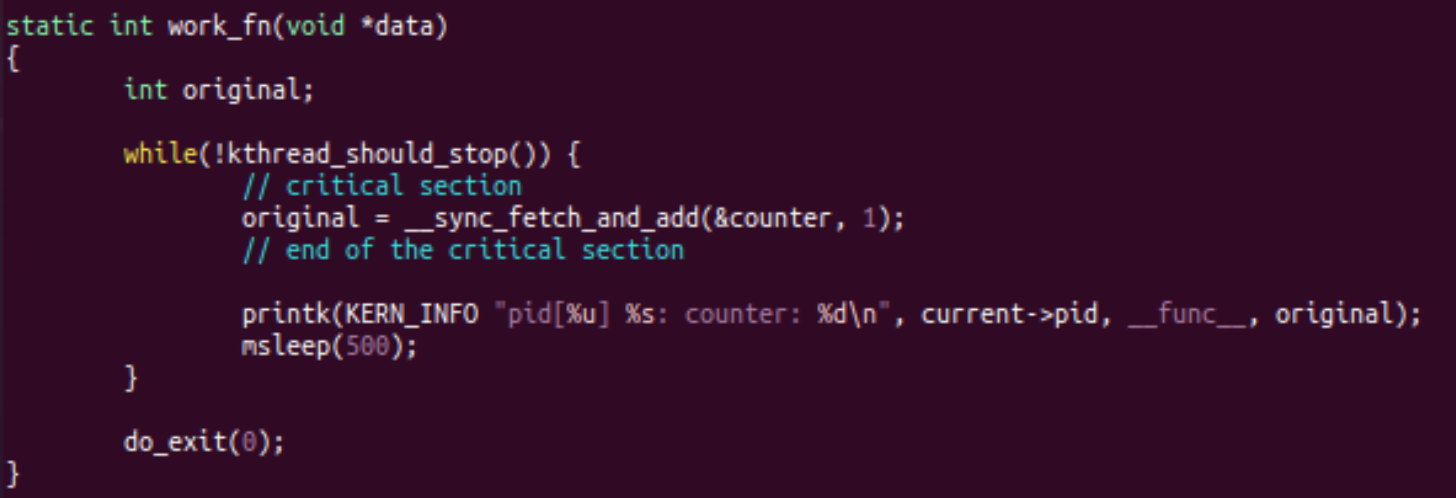 static int work_fn(void *data)
{
        int original;

        while(!kthread_should_stop()) {
                // critical section
                original = __sync_fetch_and_add(&counter, 1);
                // end of the critical section

                printk(KERN_INFO "pid[%u] %s: counter: %d\n", current->pid, __func__, original);
                msleep(500);
        }

        do_exit(0);
}